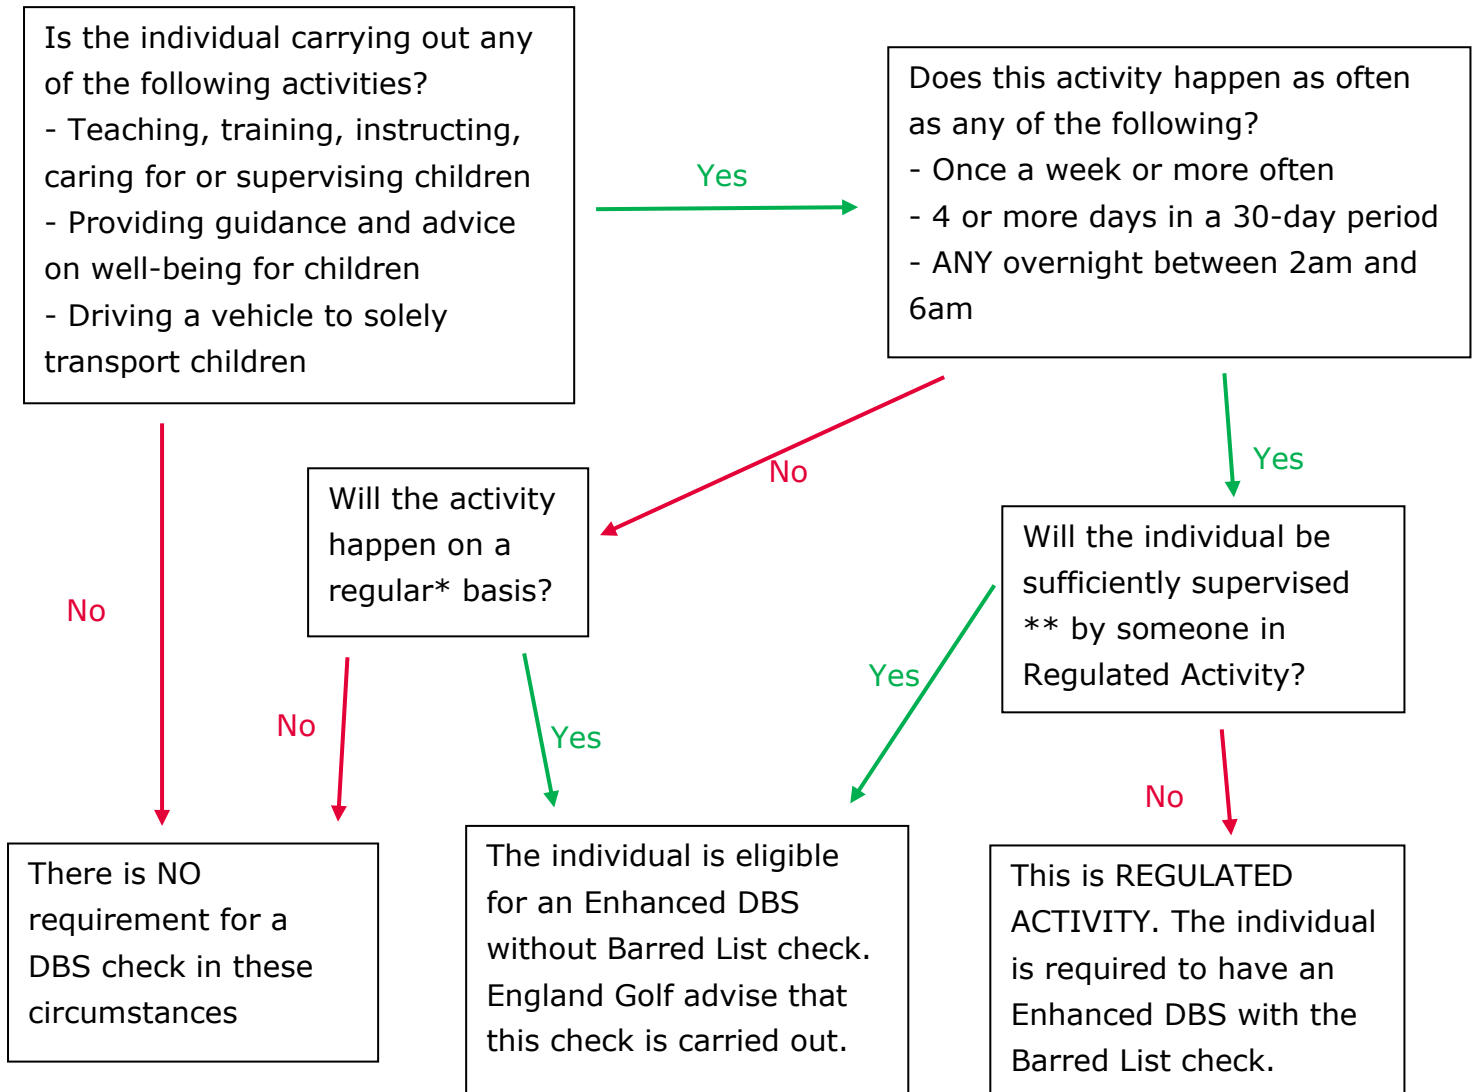 Is the individual carrying out any
of the following activities?
- Teaching, training, instructing,
caring for or supervising children
- Providing guidance and advice
on well-being for children
- Driving a vehicle to solely
transport children
Yes
Does this activity happen as often
as any of the following?
- Once a week or more often
- 4 or more days in a 30-day period
- ANY overnight between 2am and
6am
No
No
Yes
Will the activity
happen on a
regular* basis?
Will the individual be
sufficiently supervised
** by someone in
Regulated Activity?
No
Yes
Yes
No
There is NO
requirement for a
DBS check in these
circumstances
The individual is eligible
for an Enhanced DBS
without Barred List check.
England Golf advise that
this check is carried out.
This is REGULATED
ACTIVITY. The individual
is required to have an
Enhanced DBS with the
Barred List check.